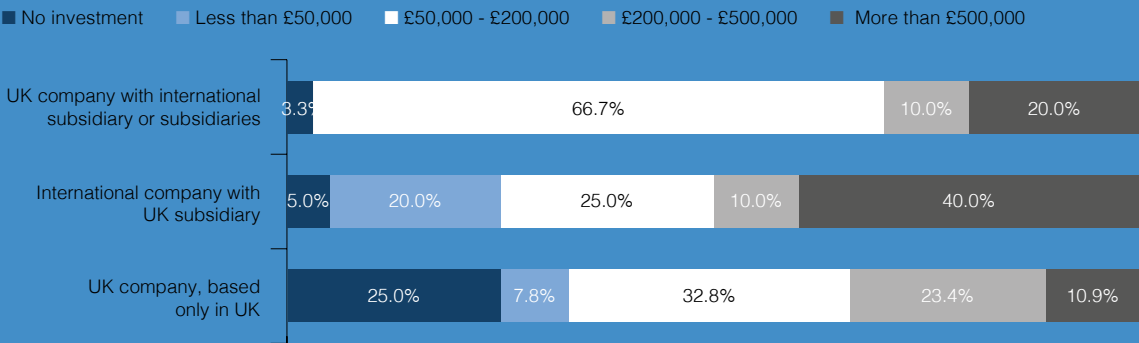 No investment Less than £50,000 £50,000 - £200,000 £200,000 - £500,000 More than £500,000
UK company with international
subsidiary or subsidiaries
3.3% 66.7% 10.0% 20.0%
International company with
UK subsidiary
5.0% 20.0% 25.0% 10.0% 40.0%
UK company, based
only in UK
25.0% 7.8% 32.8% 23.4% 10.9%